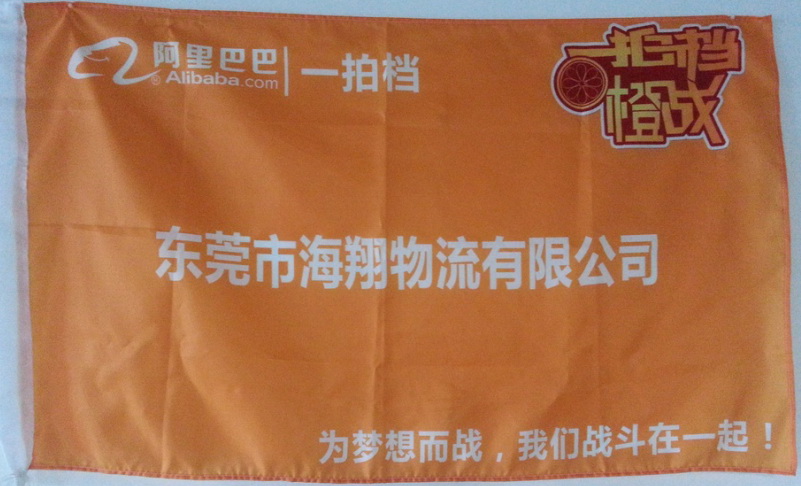 阿里巴巴 一拍档
Alibaba.com
一拍档
橙战
东莞市海翔物流有限公司
为梦想而战，我们战斗在一起！